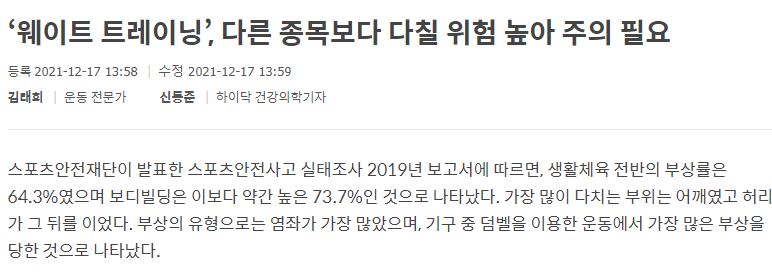 ‘웨이트 트레이닝’, 다른 종목보다 다칠 위험 높아 주의 필요
등록 2021-12-17 13:58 | 수정 2021-12-17 13:59
김태희 | 운동 전문가 신동준 | 하이닥 건강의학기자
스포츠안전재단이 발표한 스포츠안전사고 실태조사 2019년 보고서에 따르면, 생활체육 전반의 부상률은
64.3%였으며 보디빌딩은 이보다 약간 높은 73.7%인 것으로 나타났다. 가장 많이 다치는 부위는 어깨였고 허리
가 그 뒤를 이었다. 부상의 유형으로는 염좌가 가장 많았으며, 기구 중 덤벨을 이용한 운동에서 가장 많은 부상을
당한 것으로 나타났다.